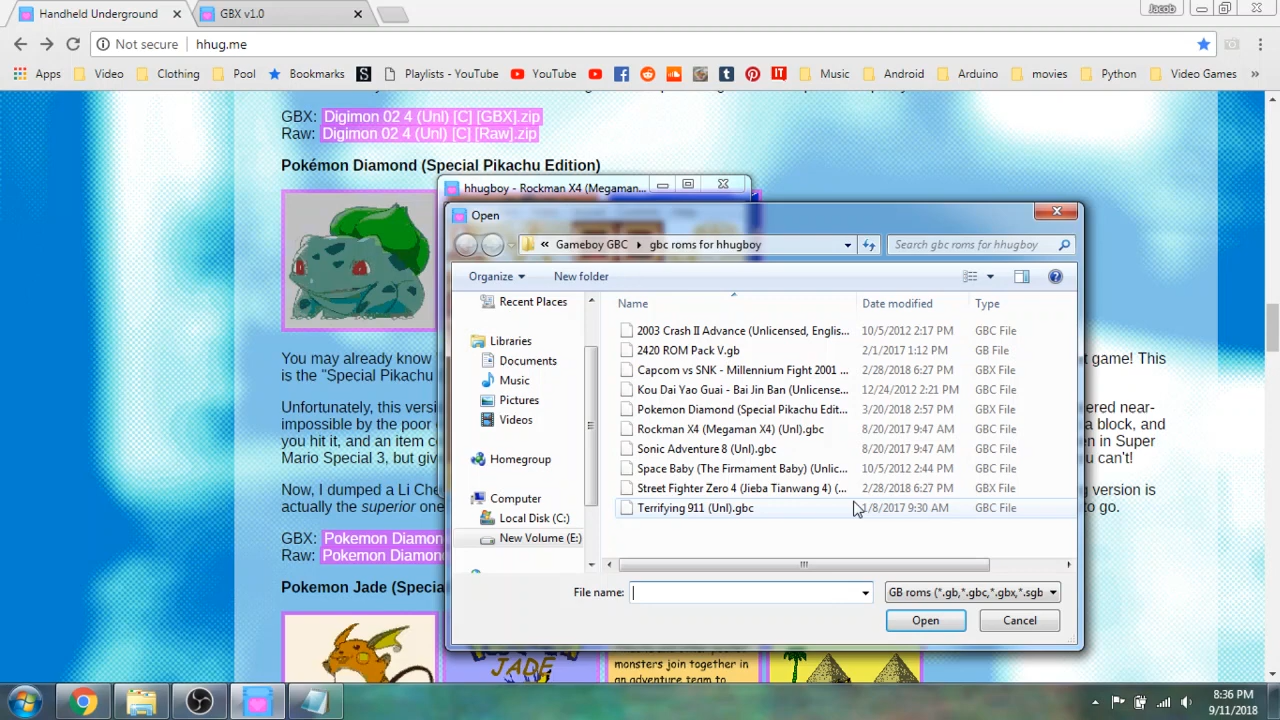 Handheld Underground
GBX v1.0
Jacob
Not secure
hhug.me
Apps
Video
Clothing
Pool
Bookmarks
Playlists - YouTube
YouTube
Music
Android
Arduino
movies
Python
Video Games
GBX: Digimon 02 4 (Unl) [C] [GBX].zip
Raw: Digimon 02 4 (Unl) [C] [Raw].zip
Pokémon Diamond (Special Pikachu Edition)
hhugboy - Rockman X4 (Megaman...
Open
« Gameboy GBC
gbc roms for hhugboy
Search gbc roms for hhugboy
Organize
New folder
Recent Places
Libraries
Documents
Music
Pictures
Videos
Homegroup
Computer
Local Disk (C:)
New Volume (E:)
Name Date modified Type
2003 Crash II Advance (Unlicensed, Englis... 10/5/2012 2:17 PM GBC File
2420 ROM Pack V.gb 2/1/2017 1:12 PM GB File
Capcom vs SNK - Millennium Fight 2001 ... 2/28/2018 6:27 PM GBX File
Kou Dai Yao Guai - Bai Jin Ban (Unlicense... 12/24/2012 2:21 PM GBC File
Pokemon Diamond (Special Pikachu Edit... 3/20/2018 2:57 PM GBX File
Rockman X4 (Megaman X4) (Unl).gbc 8/20/2017 9:47 AM GBC File
Sonic Adventure 8 (Unl).gbc 8/20/2017 9:47 AM GBC File
Space Baby (The Firmament Baby) (Unlic... 10/5/2012 2:44 PM GBC File
Street Fighter Zero 4 (Jieba Tianwang 4) (... 2/28/2018 6:27 PM GBX File
Terrifying 911 (Unl).gbc 1/8/2017 9:30 AM GBC File
File name:
GB roms (*.gb,*.gbc,*.gbx,*.sgb
Open
Cancel
You may already know
t game! This
is the "Special Pikachu
Unfortunately, this versi
ered near-
impossible by the poor
a block, and
you hit it, and an item c
en in Super
Mario Special 3, but giv
u can't!
Now, I dumped a Li Che
g version is
actually the superior one
to go.
GBX: Pokemon Diamon
Raw: Pokemon Diamon
Pokemon Jade (Specia
JADE
monsters join together in
an adventure team to
8:36 PM
9/11/2018